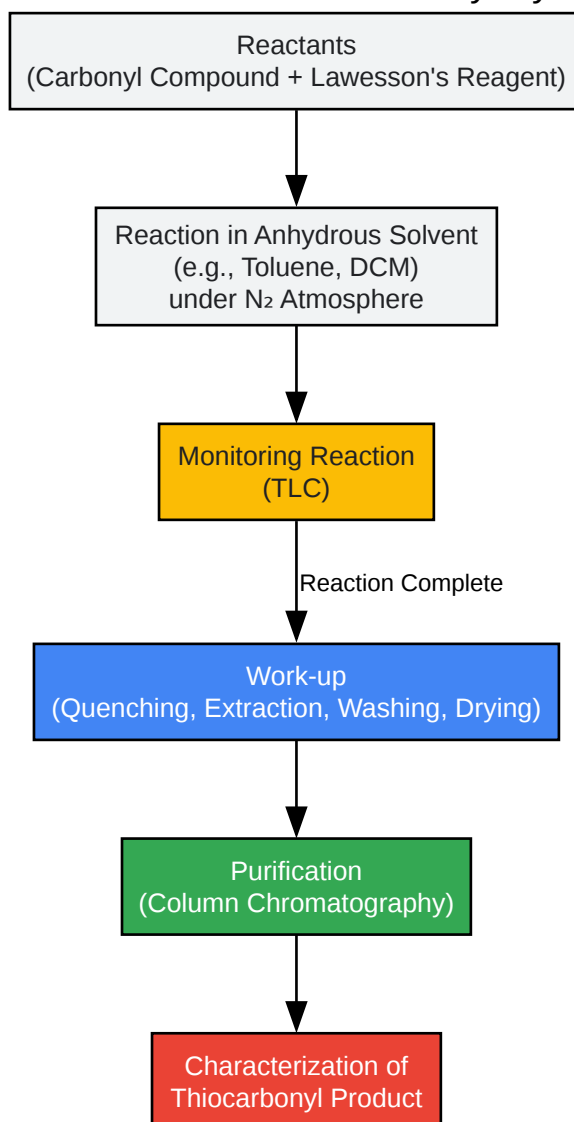 Reactants
(Carbonyl Compound + Lawesson's Reagent)
Reaction in Anhydrous Solvent
(e.g., Toluene, DCM)
under N₂ Atmosphere
Monitoring Reaction
(TLC)
Reaction Complete
Work-up
(Quenching, Extraction, Washing, Drying)
Purification
(Column Chromatography)
Characterization of
Thiocarbonyl Product